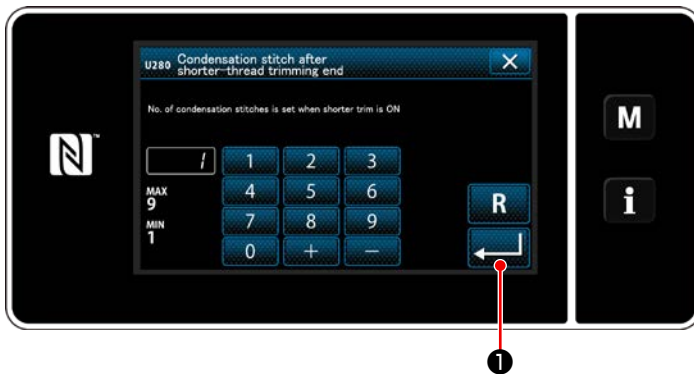 U280 Condensation stitch after
shorter-thread trimming end
No. of condensation stitches is set when shorter trim is ON
1
1 2 3
MAX
9
4 5 6
MIN
1
7 8 9
0 + −
R
M
i
N™
❶